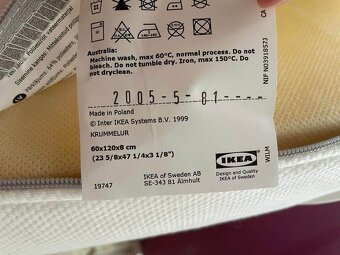 Australia:
Machine wash, max 60°C, normal process. Do not
bleach. Do not tumble dry. Iron, max 150°C. Do
not dryclean.
2005-5-81----
Made in Poland
© Inter IKEA Systems B.V. 1999
KRUMMELUR
60x120x8 cm
(23 5/8x47 1/4x3 1/8")
IKEA
Design and Quality
IKEA of Sweden
19747
IKEA of Sweden AB
SE-343 81 Älmhult
WILM